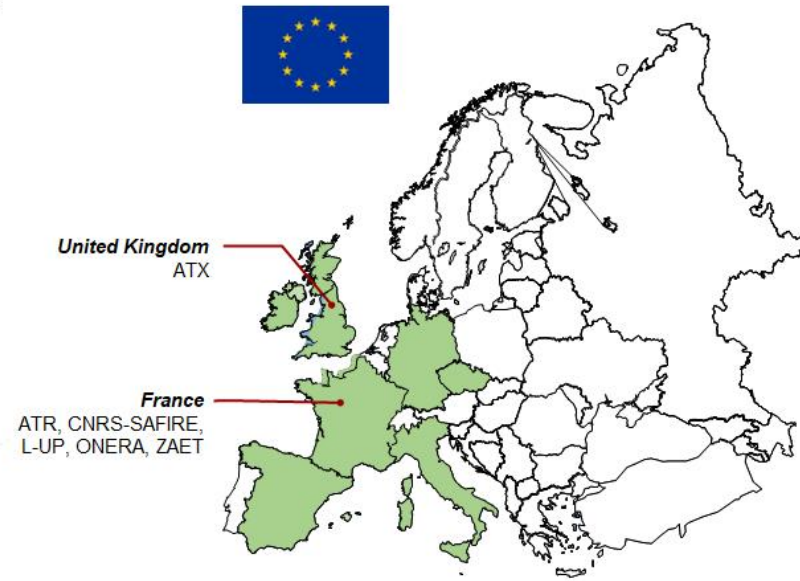 United Kingdom
ATX
France
ATR, CNRS-SAFIRE,
L-UP, ONERA, ZAET